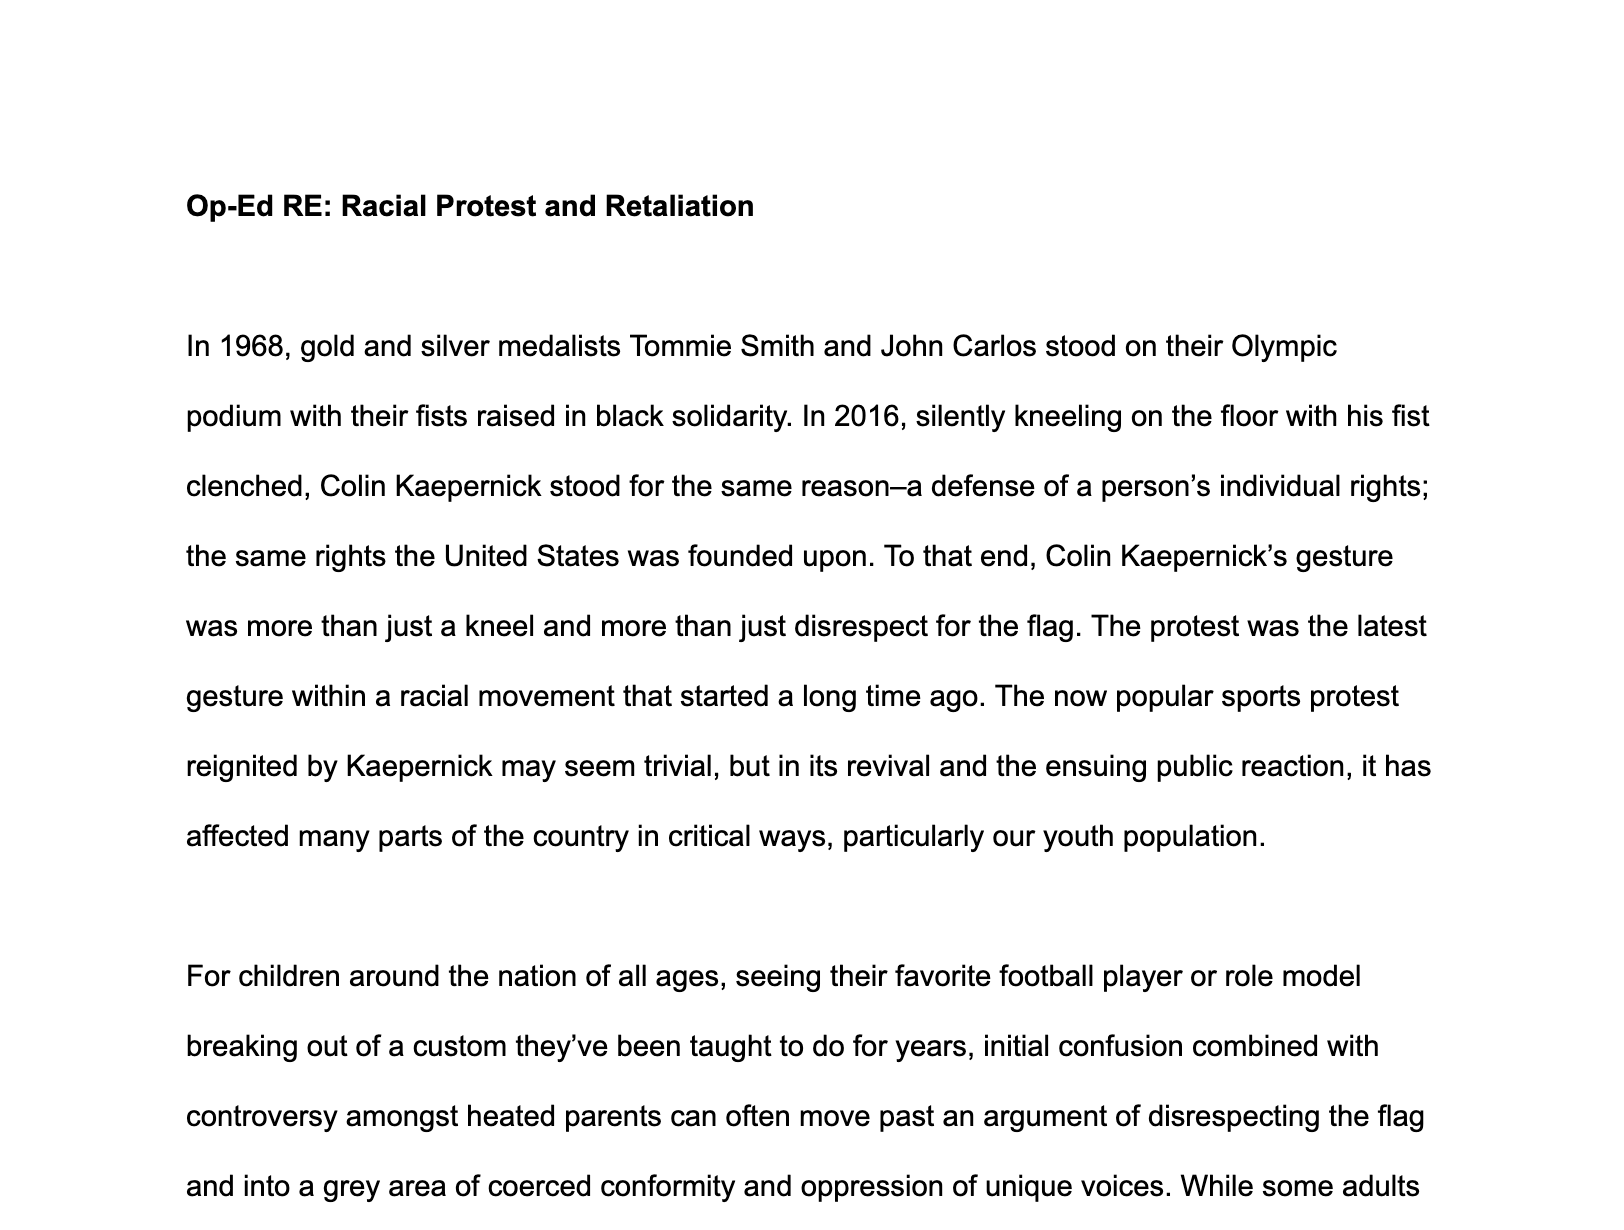 Op-Ed RE: Racial Protest and Retaliation
In 1968, gold and silver medalists Tommie Smith and John Carlos stood on their Olympic
podium with their fists raised in black solidarity. In 2016, silently kneeling on the floor with his fist
clenched, Colin Kaepernick stood for the same reason–a defense of a person’s individual rights;
the same rights the United States was founded upon. To that end, Colin Kaepernick’s gesture
was more than just a kneel and more than just disrespect for the flag. The protest was the latest
gesture within a racial movement that started a long time ago. The now popular sports protest
reignited by Kaepernick may seem trivial, but in its revival and the ensuing public reaction, it has
affected many parts of the country in critical ways, particularly our youth population.
For children around the nation of all ages, seeing their favorite football player or role model
breaking out of a custom they’ve been taught to do for years, initial confusion combined with
controversy amongst heated parents can often move past an argument of disrespecting the flag
and into a grey area of coerced conformity and oppression of unique voices. While some adults